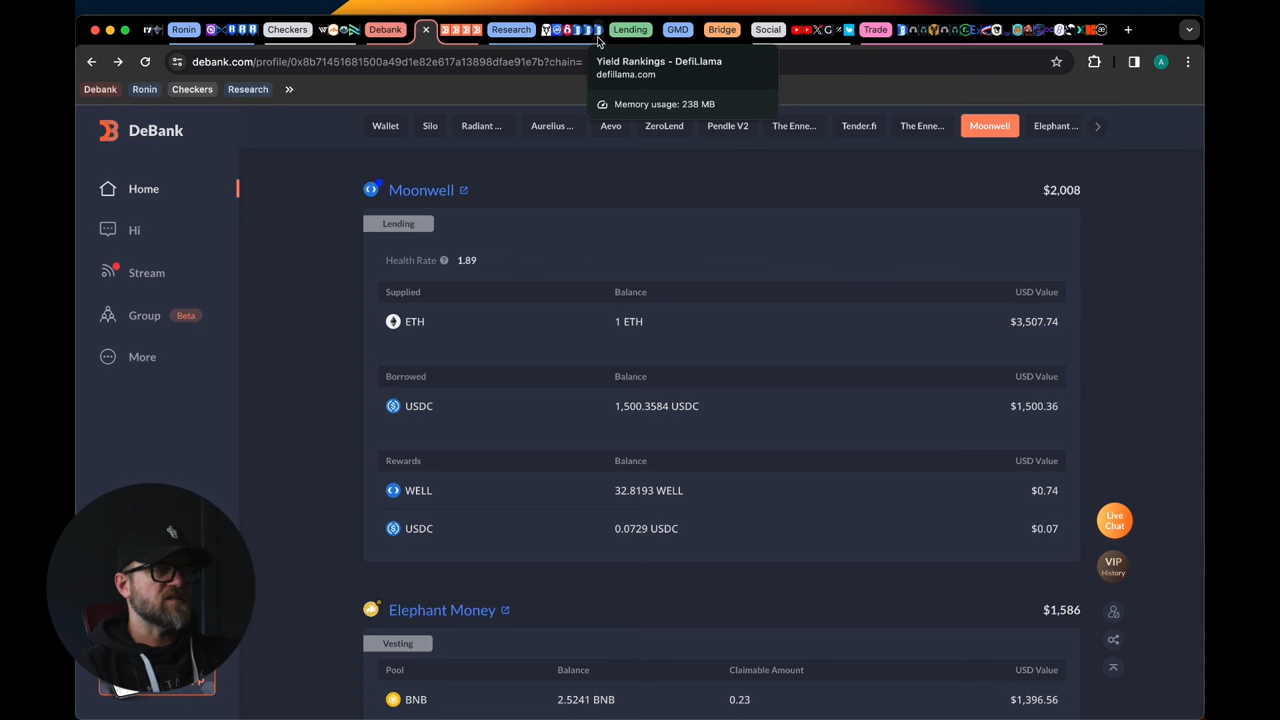 Ronin
Checkers
Debank
Research
Lending
GMD
Bridge
Social
Trade
debank.com/profile/0x8b71451681500a49d1e82e617a13898dfae91e7b?chain=
Yield Rankings - DefiLlama
defillama.com
Memory usage: 238 MB
A
Debank
Ronin
Checkers
Research
DeBank
Wallet
Silo
Radiant ...
Aurelius ...
Aevo
ZeroLend
Pendle V2
The Enne...
Tender.fi
The Enne...
Moonwell
Elephant ...
Home
Hi
Stream
Group Beta
More
Moonwell $2,008
Lending
Health Rate 1.89
Supplied Balance USD Value
ETH 1 ETH $3,507.74
Borrowed Balance USD Value
USDC 1,500.3584 USDC $1,500.36
Rewards Balance USD Value
WELL 32.8193 WELL $0.74
USDC 0.0729 USDC $0.07
Live
Chat
VIP
History
Elephant Money $1,586
Vesting
Pool Balance Claimable Amount USD Value
BNB 2.5241 BNB 0.23 $1,396.56